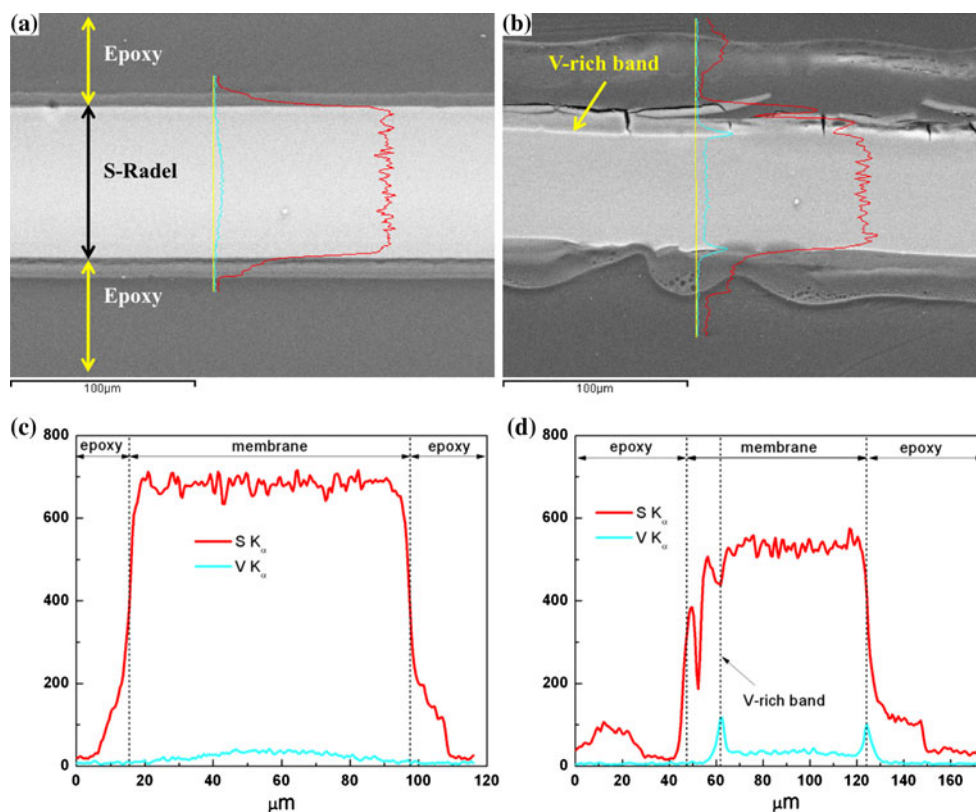 (a)
Epoxy
S-Radel
Epoxy
100μm
(b)
V-rich band
100μm
(c)
epoxy
membrane
epoxy
800
600
400
200
0
S Kα
V Kα
0 20 40 60 80 100 120
μm
(d)
epoxy
membrane
epoxy
800
600
400
200
0
S Kα
V Kα
V-rich band
0 20 40 60 80 100 120 140 160
μm